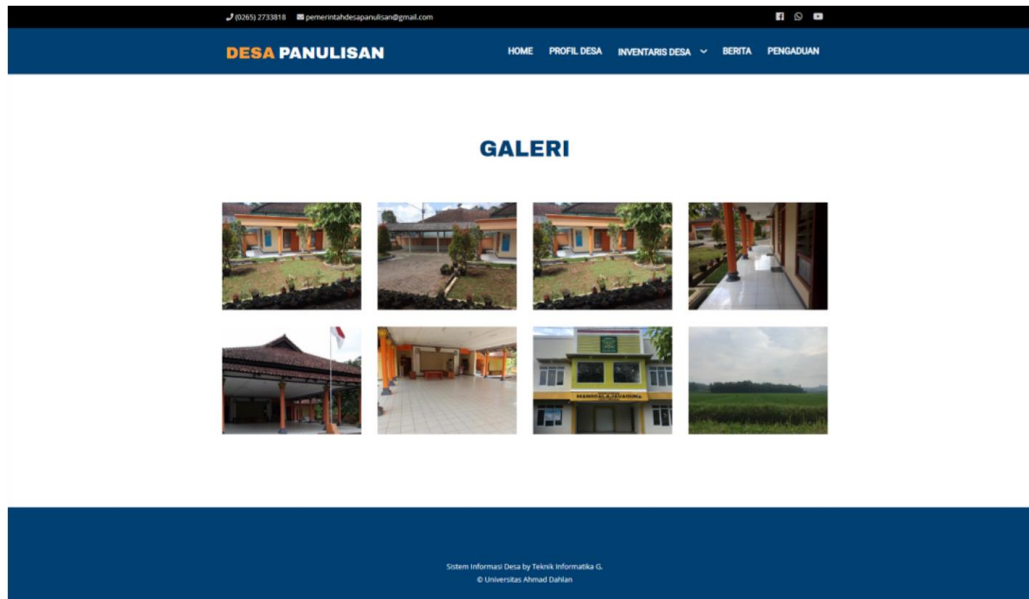 (0265) 2733818 pemerintahdesapanulisan@gmail.com
DESA PANULISAN
HOME PROFIL DESA INVENTARIS DESA BERITA PENGADUAN
GALERI
Sistem Informasi Desa by Teknik Informatika G.
© Universitas Ahmad Dahlan